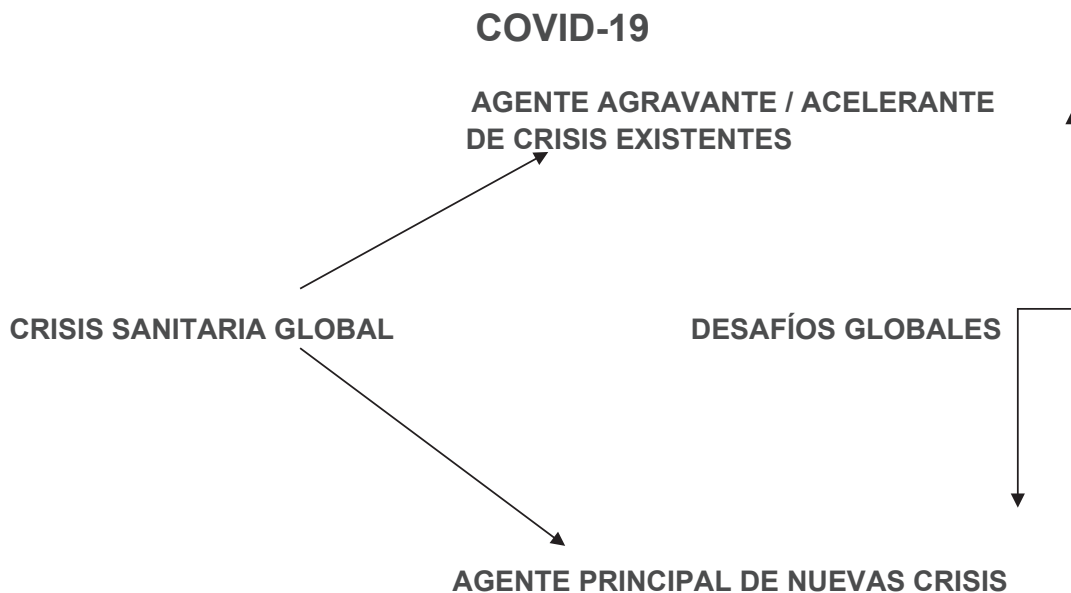 COVID-19
AGENTE AGRAVANTE / ACELERANTE
DE CRISIS EXISTENTES
CRISIS SANITARIA GLOBAL
DESAFÍOS GLOBALES
AGENTE PRINCIPAL DE NUEVAS CRISIS